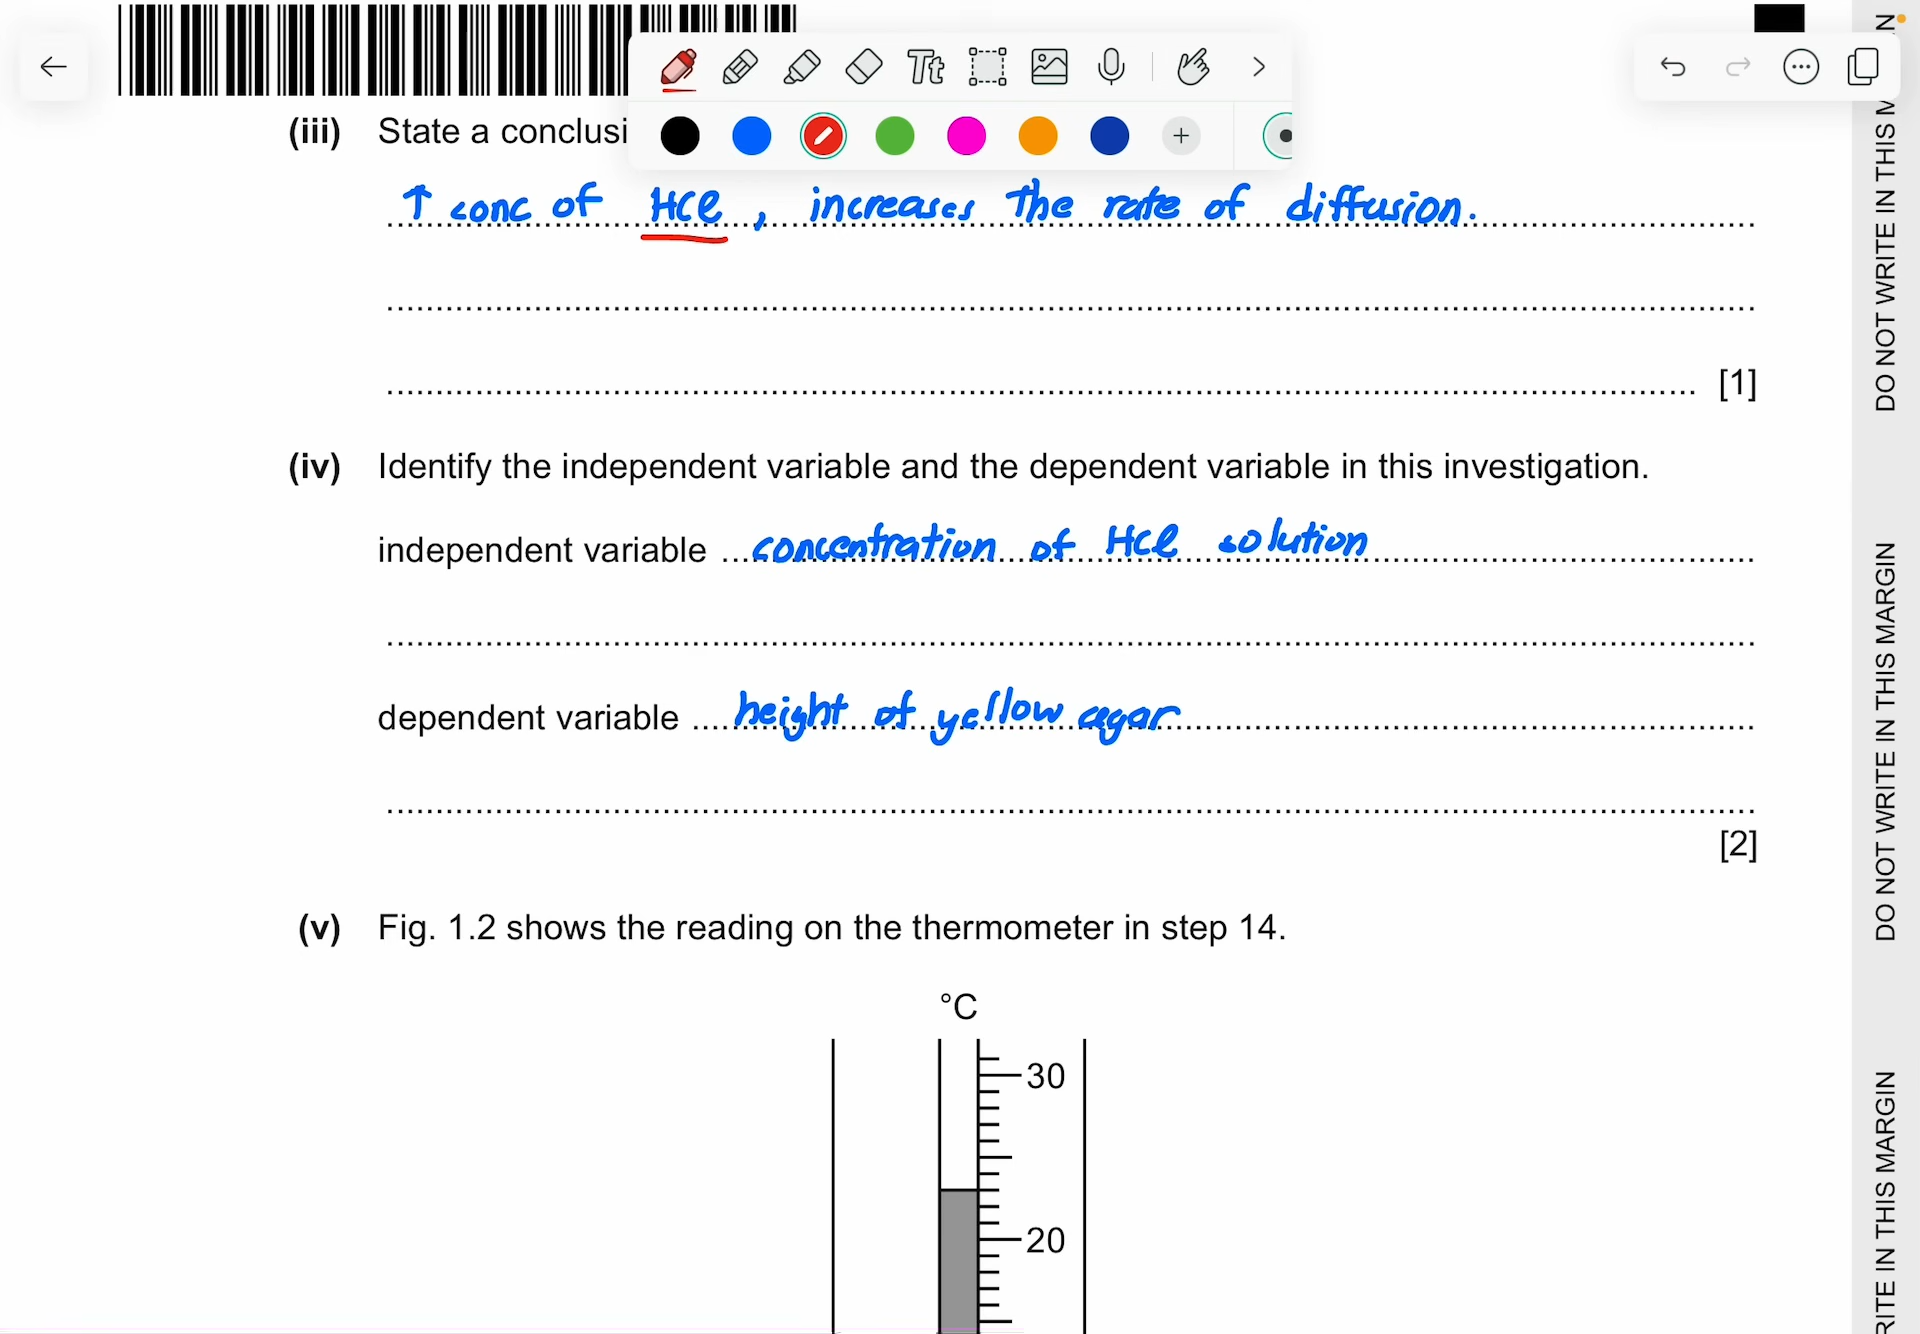 Tt
(iii) State a conclusi
↑ conc of HCl, increases the rate of diffusion.
[1]
(iv) Identify the independent variable and the dependent variable in this investigation.
independent variable concentration of HCl solution
dependent variable height of yellow agar
[2]
(v) Fig. 1.2 shows the reading on the thermometer in step 14.
°C
30
20
DO NOT WRITE IN THIS MARGIN
DO NOT WRITE IN THIS MARGIN
RITE IN THIS MARGIN